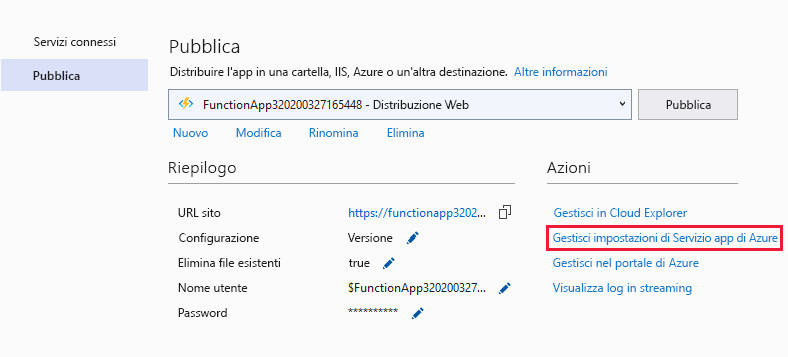 Servizi connessi
Pubblica
Pubblica
Distribuire l'app in una cartella, IIS, Azure o un'altra destinazione. Altre informazioni
FunctionApp320200327165448 - Distribuzione Web
Pubblica
Nuovo Modifica Rinomina Elimina
Riepilogo
URL sito https://functionapp3202...
Configurazione Versione
Elimina file esistenti true
Nome utente $FunctionApp320200327...
Password **********
Azioni
Gestisci in Cloud Explorer
Gestisci impostazioni di Servizio app di Azure
Gestisci nel portale di Azure
Visualizza log in streaming